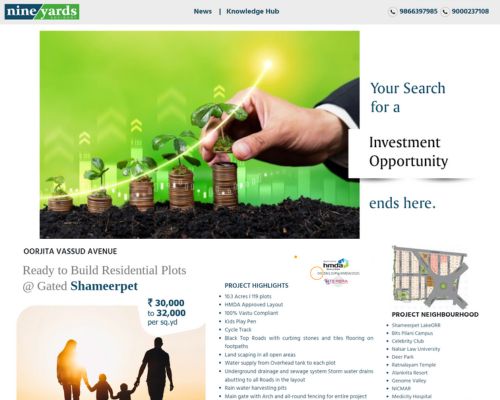 nine/yards
News | Knowledge Hub
9866397985
9000237108
Your Search
for a
Investment
Opportunity
ends here.
OORJITA VASSUD AVENUE
Ready to Build Residential Plots
@ Gated Shameerpet
₹ 30,000
to 32,000
per sq.yd
hmda
PROJECT HIGHLIGHTS
10.3 Acres I 119 plots
HMDA Approved Layout
100% Vastu Compliant
Kids Play Pen
Cycle Track
Black Top Roads with curbing stones and tiles flooring on
footpaths
Land scaping in all open areas
Water supply from Overhead tank to each plot
Underground drainage and sewage system Storm water drains
abutting to all Roads in the layout
Rain water harvesting pits
Main gate with Arch and all-round fencing for entire project
PROJECT NEIGHBOURHOOD
Shameerpet LakeORR
Bits Pilani Campus
Celebrity Club
Nalsar Law University
Deer Park
Ratnalayam Temple
Alankrita Resort
Genome Valley
NICMAR
Medicity Hospital